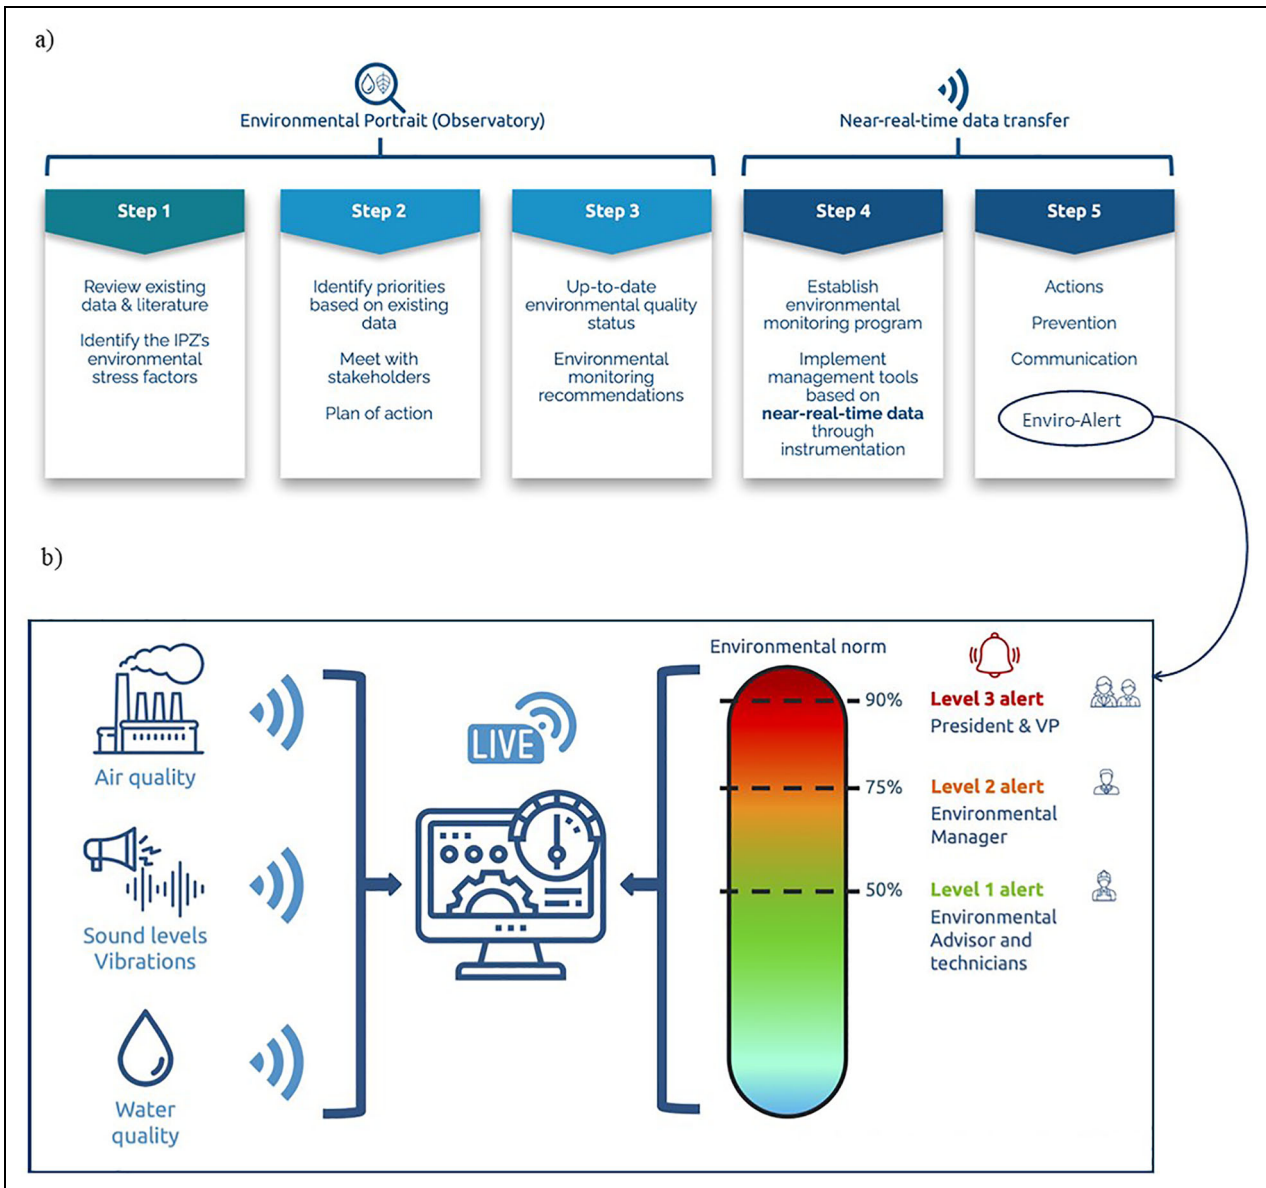 a)
Environmental Portrait (Observatory)
Near-real-time data transfer
Step 1
Review existing
data & literature
Identify the IPZ's
environmental
stress factors
Step 2
Identify priorities
based on existing
data
Meet with
stakeholders
Plan of action
Step 3
Up-to-date
environmental quality
status
Environmental
monitoring
recommendations
Step 4
Establish
environmental
monitoring program
Implement
management tools
based on
near-real-time data
through
instrumentation
Step 5
Actions
Prevention
Communication
Enviro-Alert
b)
Air quality
Sound levels
Vibrations
Water
quality
LIVE
Environmental norm
90%
Level 3 alert
President & VP
75%
Level 2 alert
Environmental
Manager
50%
Level 1 alert
Environmental
Advisor and
technicians